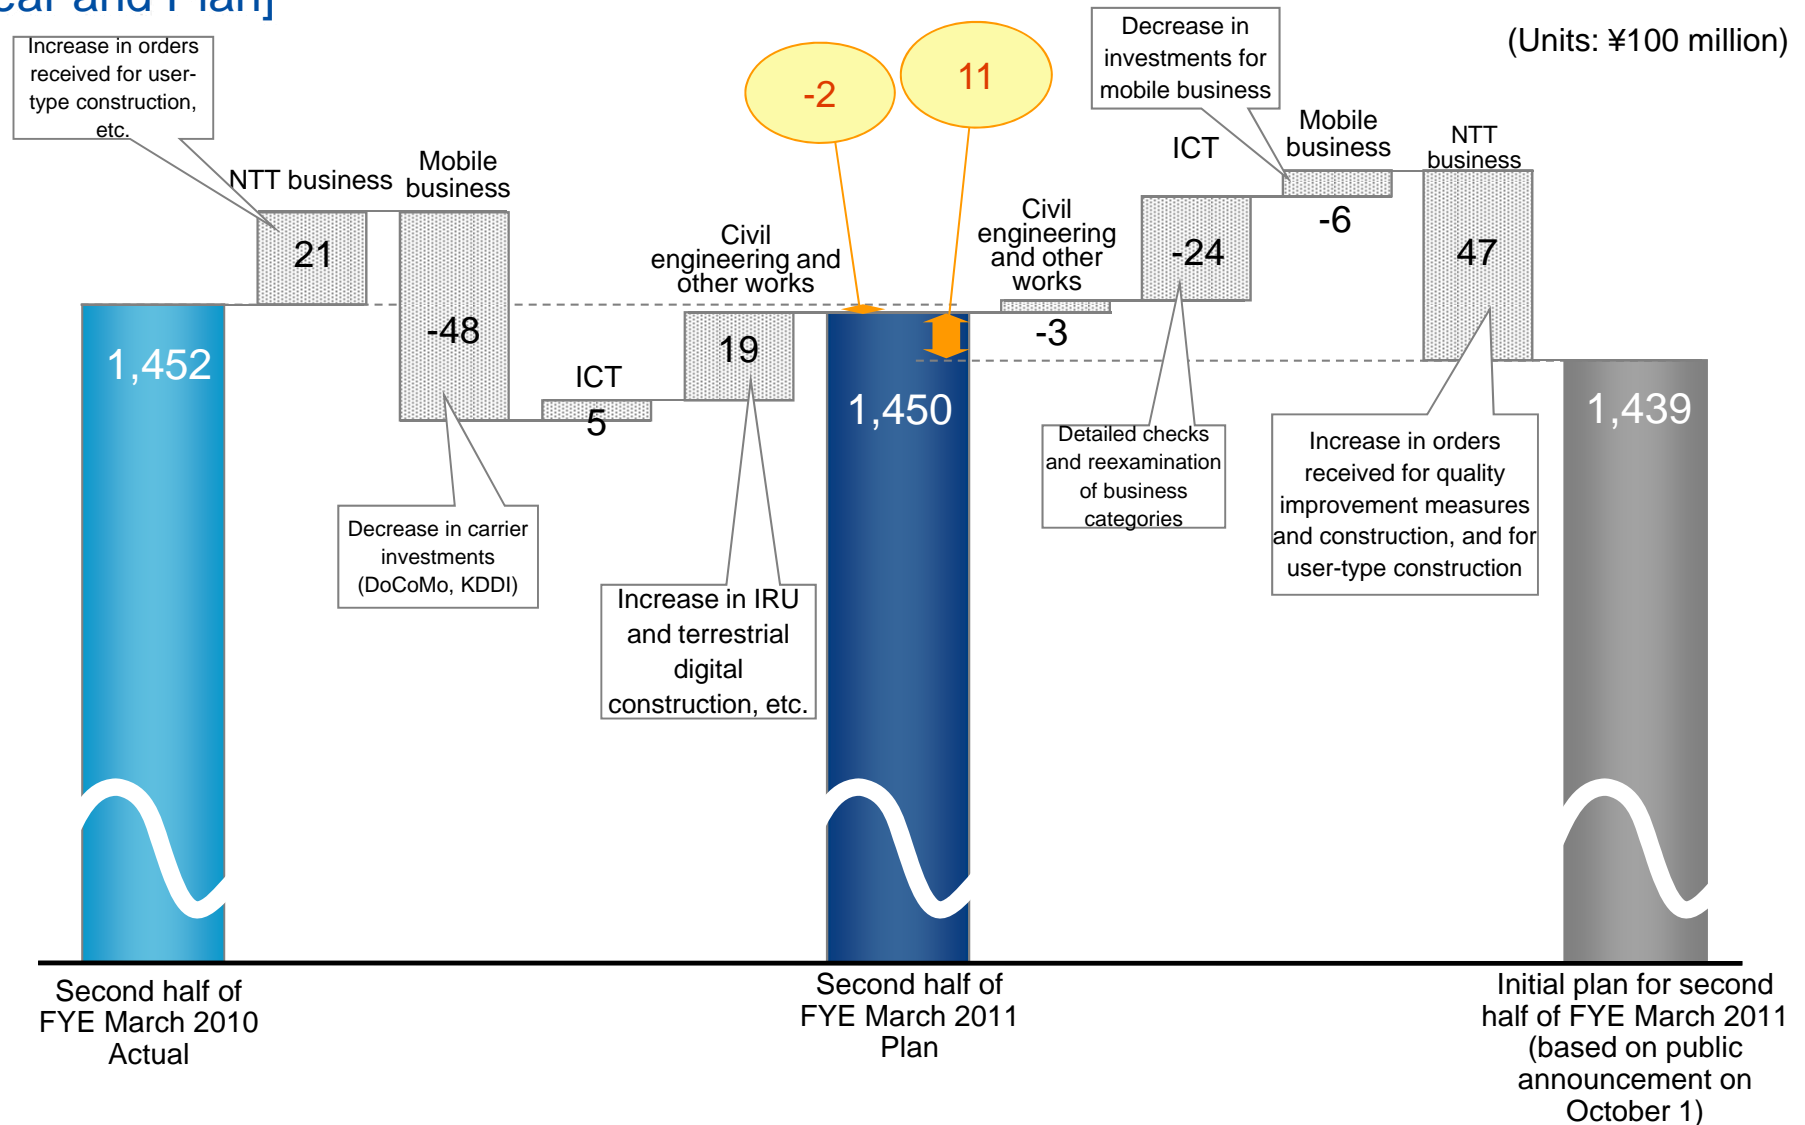 (Units: ¥100 million)
Increase in orders
received for user-
type construction,
etc.
NTT business
21
Mobile
business
-48
Decrease in carrier
investments
(DoCoMo, KDDI)
ICT
5
Civil
engineering and
other works
19
Increase in IRU
and terrestrial
digital
construction, etc.
-2
11
Civil
engineering
and other
works
-3
ICT
-24
Detailed checks
and reexamination
of business
categories
Decrease in
investments for
mobile business
Mobile
business
-6
NTT
business
47
Increase in orders
received for quality
improvement measures
and construction, and for
user-type construction
1,452
1,450
1,439
Second half of
FYE March 2010
Actual
Second half of
FYE March 2011
Plan
Initial plan for second
half of FYE March 2011
(based on public
announcement on
October 1)